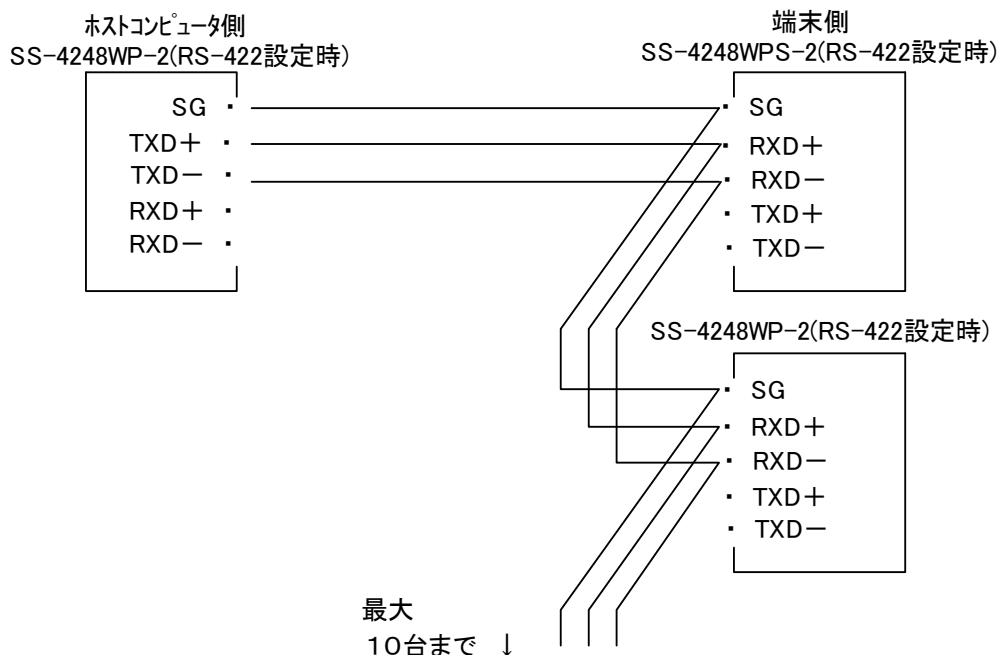 ホストコンピュータ側
SS-4248WP-2(RS-422設定時)
SG
TXD＋
TXD－
RXD＋
RXD－
端末側
SS-4248WPS-2(RS-422設定時)
SG
RXD＋
RXD－
TXD＋
TXD－
SS-4248WP-2(RS-422設定時)
SG
RXD＋
RXD－
TXD＋
TXD－
最大
１０台まで ↓